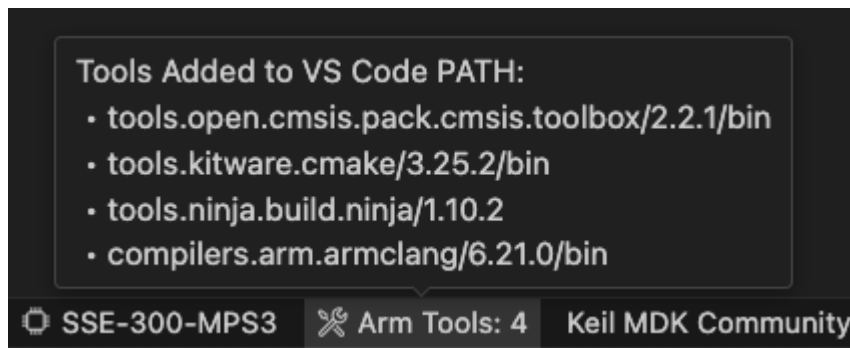 Tools Added to VS Code PATH:
• tools.open.cmsis.pack.cmsis.toolbox/2.2.1/bin
• tools.kitware.cmake/3.25.2/bin
• tools.ninja.build.ninja/1.10.2
• compilers.arm.armclang/6.21.0/bin
SSE-300-MPS3 Arm Tools: 4 Keil MDK Community